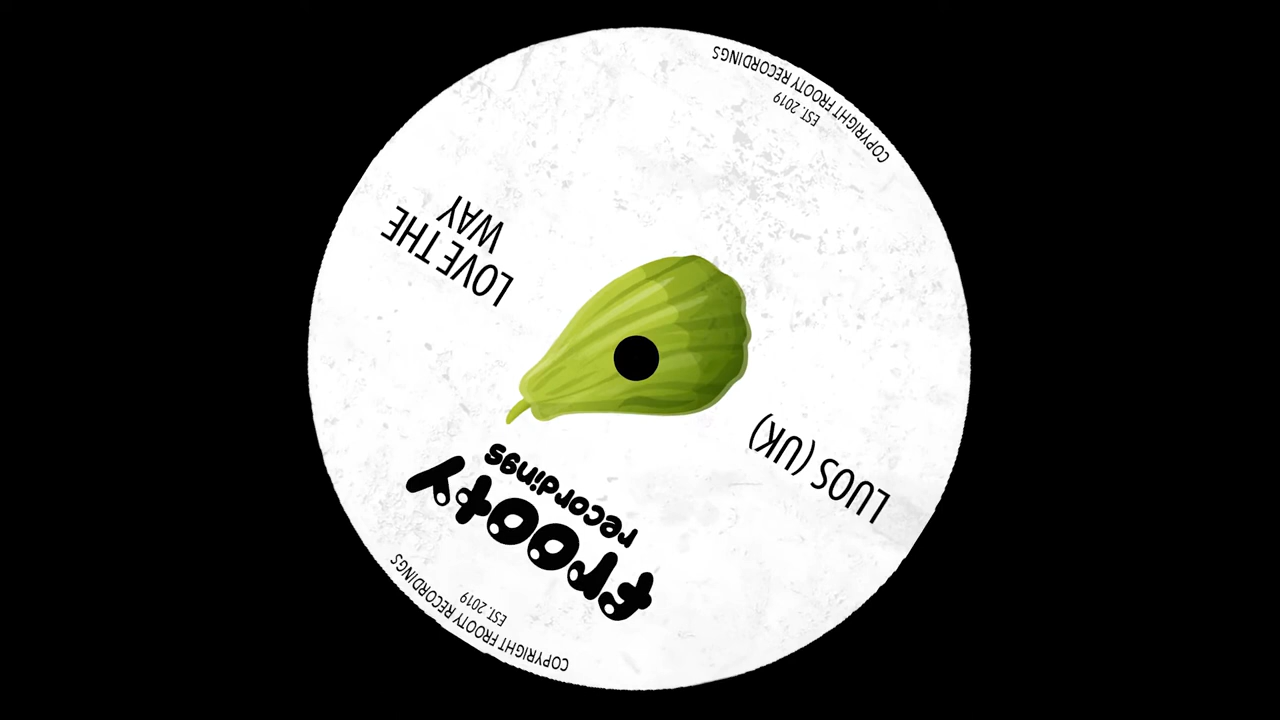 COPYRIGHT FROOTY RECORDINGS
EST. 2019
frooty
recordings
LUOS (UK)
LOVE THE
WAY
EST. 2019
COPYRIGHT FROOTY RECORDINGS